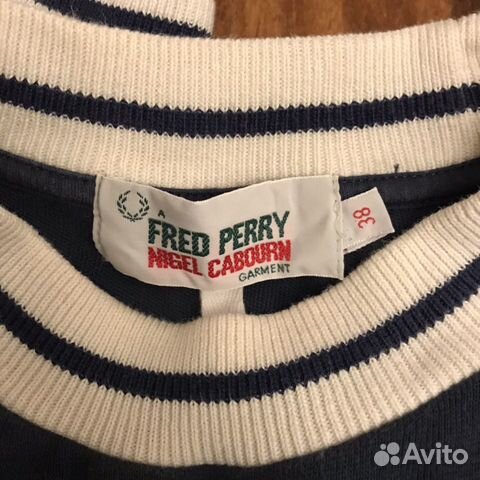 A
FRED PERRY
NIGEL CABOURN
GARMENT
38
Avito